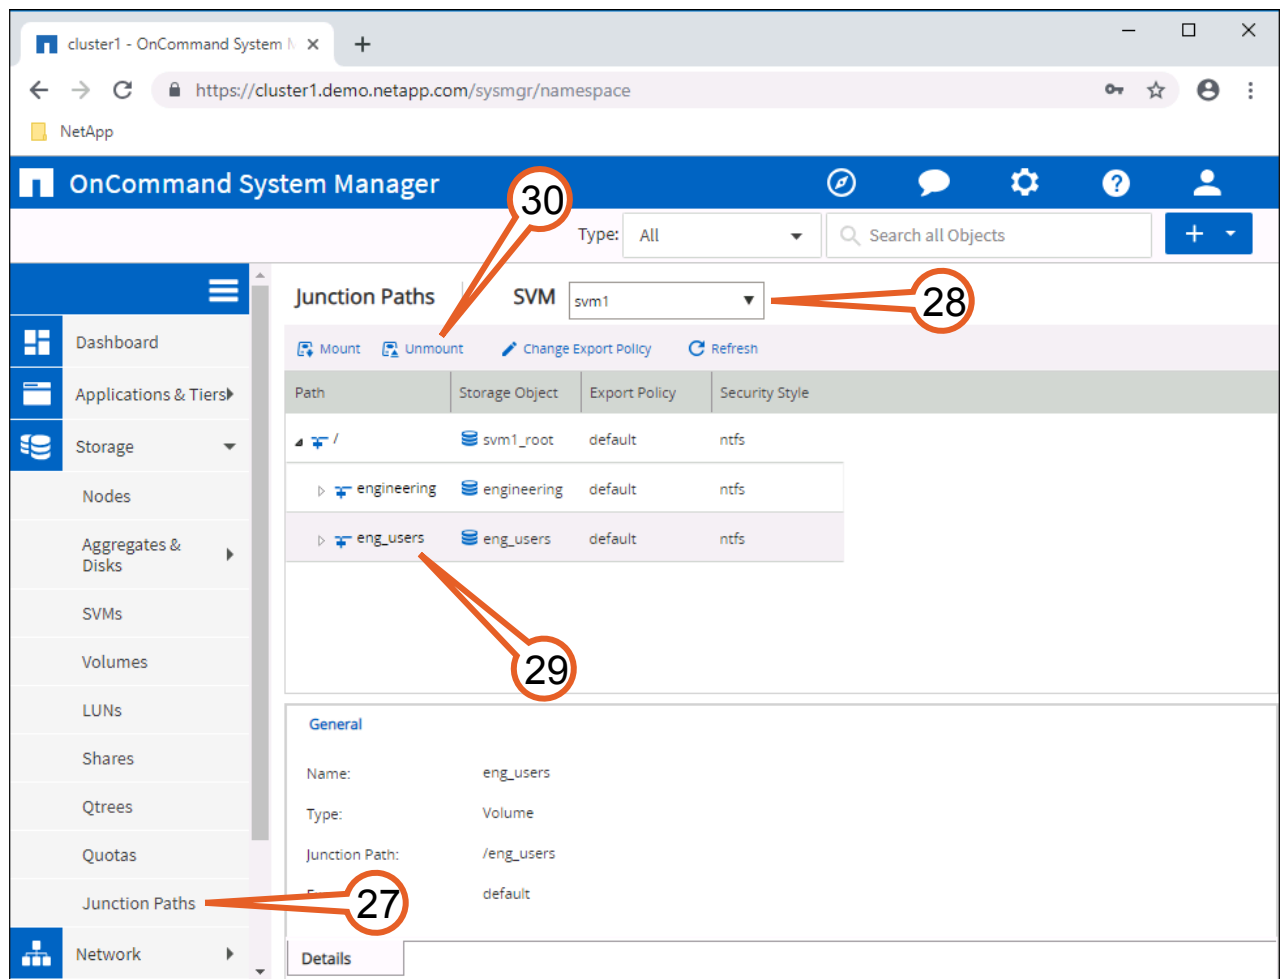 cluster1 - OnCommand System M
https://cluster1.demo.netapp.com/sysmgr/namespace
NetApp
OnCommand System Manager
30
Type: All Search all Objects
Junction Paths SVM svm1
28
Dashboard
Mount Unmount Change Export Policy Refresh
Applications & Tiers
Path Storage Object Export Policy Security Style
Storage
/ svm1_root default ntfs
Nodes
engineering engineering default ntfs
Aggregates &
Disks
eng_users eng_users default ntfs
SVMs
Volumes
29
LUNs
General
Shares
Name: eng_users
Qtrees
Type: Volume
Quotas
Junction Path: /eng_users
Junction Paths
27
default
Network
Details